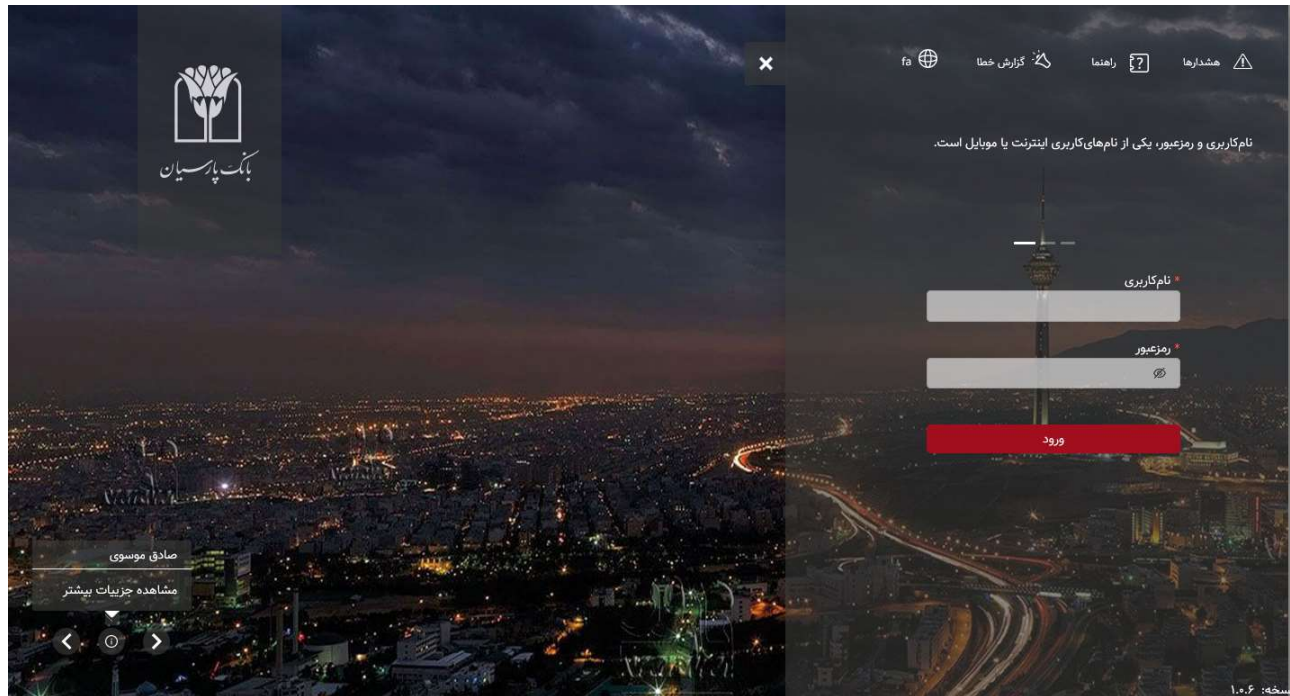 هشدارها
راهنما
گزارش خطا
fa
بانک پارسیان
نام‌کاربری و رمزعبور، یکی از نام‌های‌کاربری اینترنت یا موبایل است.
* نام‌کاربری
* رمزعبور
ورود
صادق موسوی
مشاهده جزییات بیشتر
سخه: ۱.۰.۶